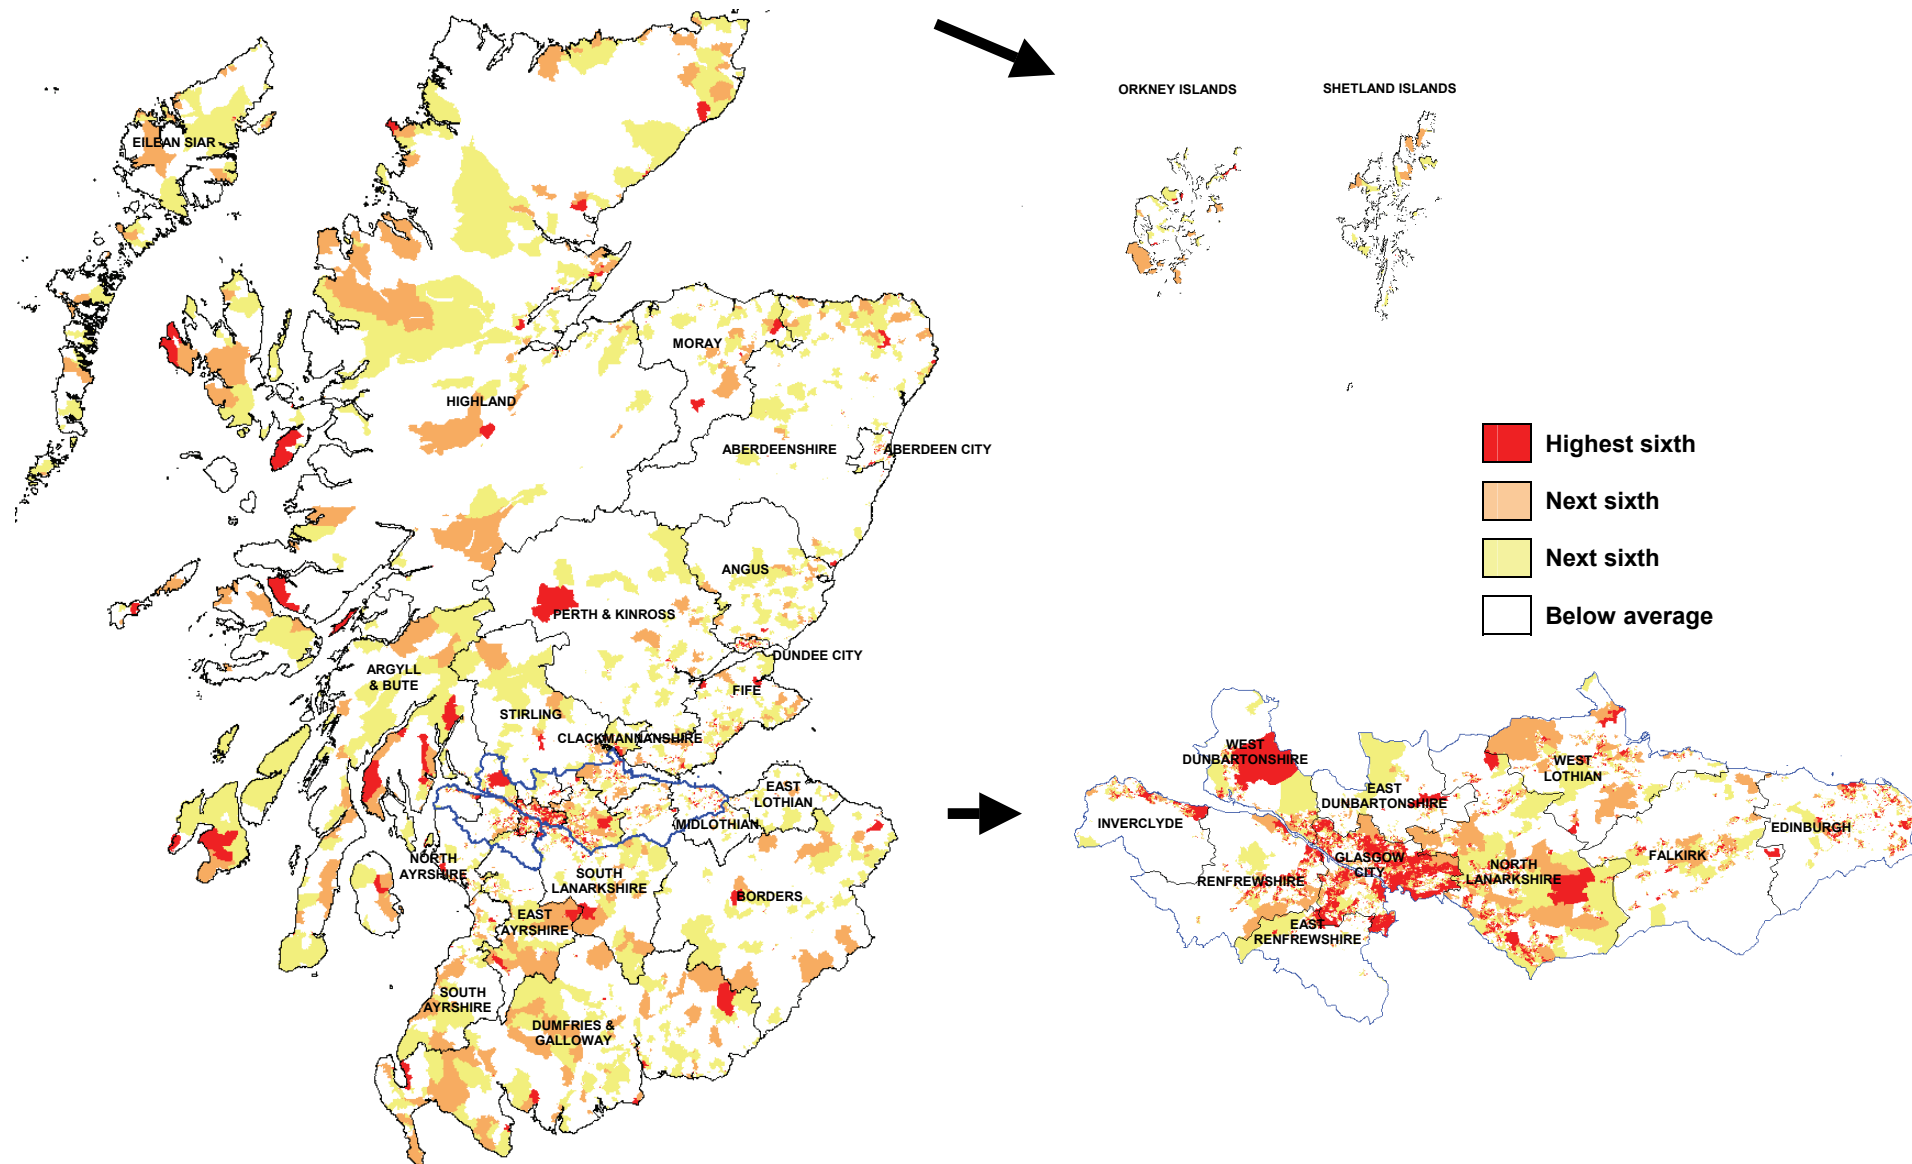 ORKNEY ISLANDS
SHETLAND ISLANDS
EILEAN SIAR
MORAY
HIGHLAND
ABERDEENSHIRE
ABERDEEN CITY
ANGUS
PERTH & KINROSS
DUNDEE CITY
ARGYLL
& BUTE
FIFE
STIRLING
CLACKMANNANSHIRE
EAST
LOTHIAN
MIDLOTHIAN
NORTH
AYRSHIRE
SOUTH
LANARKSHIRE
BORDERS
EAST
AYRSHIRE
SOUTH
AYRSHIRE
DUMFRIES &
GALLOWAY
Highest sixth
Next sixth
Next sixth
Below average
WEST
DUNBARTONSHIRE
EAST
DUNBARTONSHIRE
WEST
LOTHIAN
INVERCLYDE
EDINBURGH
GLASGOW
CITY
FALKIRK
NORTH
LANARKSHIRE
RENFREWSHIRE
EAST
RENFREWSHIRE